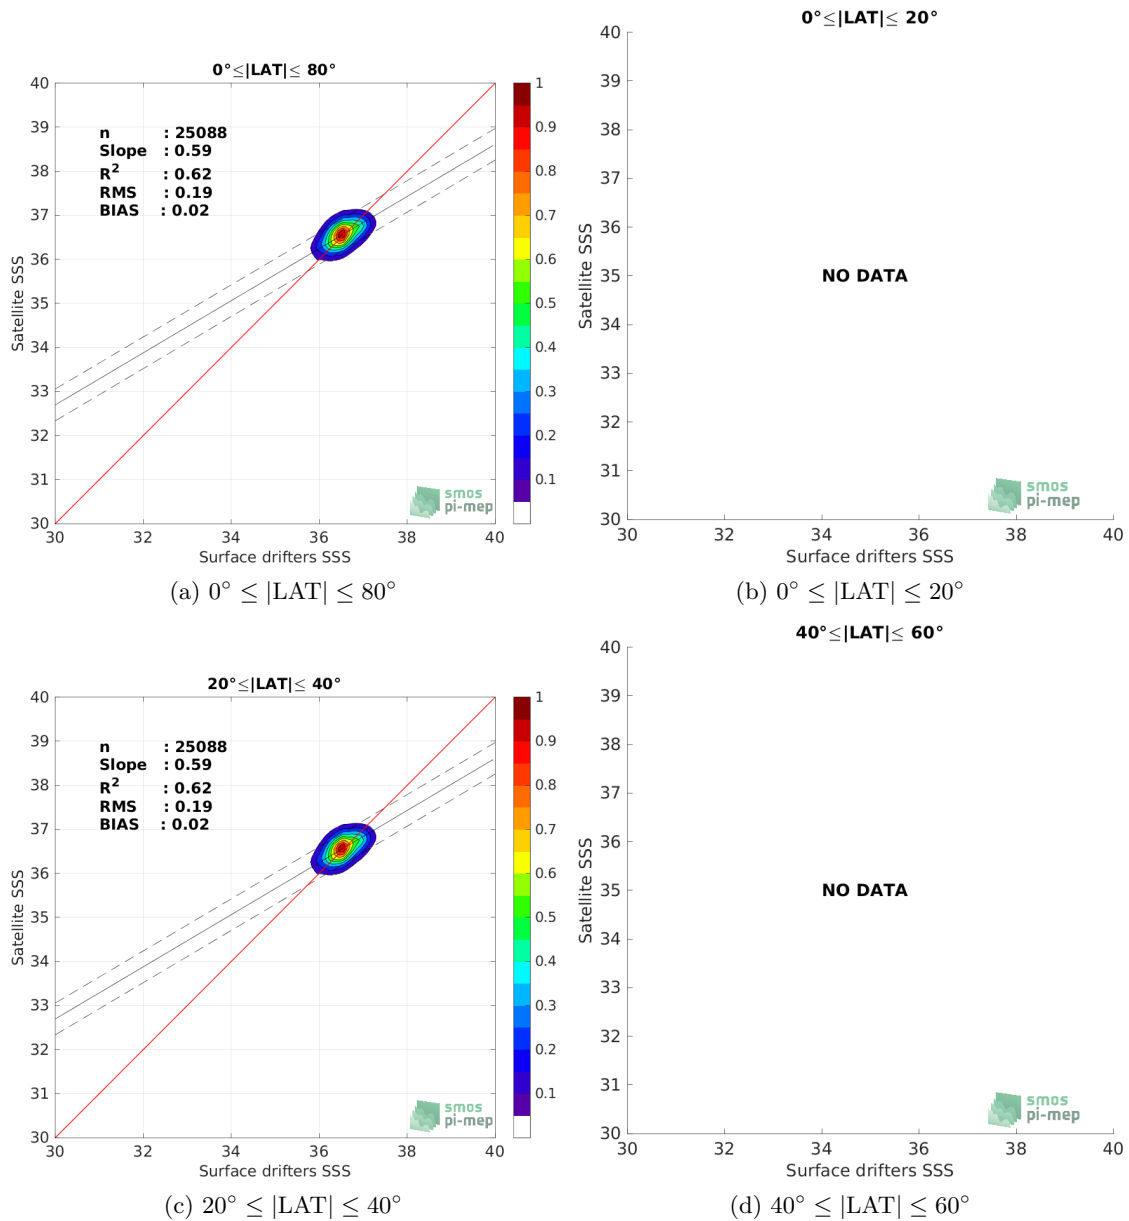 0°≤|LAT|≤ 80°
40
39
38
37
36
35
34
33
32
31
30
Satellite SSS
n : 25088
Slope : 0.59
R² : 0.62
RMS : 0.19
BIAS : 0.02
1
0.9
0.8
0.7
0.6
0.5
0.4
0.3
0.2
0.1
smos
pi-mep
30 32 34 36 38 40
Surface drifters SSS
(a) 0° ≤ |LAT| ≤ 80°
0°≤|LAT|≤ 20°
40
39
38
37
36
35
34
33
32
31
30
Satellite SSS
NO DATA
smos
pi-mep
30 32 34 36 38 40
Surface drifters SSS
(b) 0° ≤ |LAT| ≤ 20°
20°≤|LAT|≤ 40°
40
39
38
37
36
35
34
33
32
31
30
Satellite SSS
n : 25088
Slope : 0.59
R² : 0.62
RMS : 0.19
BIAS : 0.02
1
0.9
0.8
0.7
0.6
0.5
0.4
0.3
0.2
0.1
smos
pi-mep
30 32 34 36 38 40
Surface drifters SSS
(c) 20° ≤ |LAT| ≤ 40°
40°≤|LAT|≤ 60°
40
39
38
37
36
35
34
33
32
31
30
Satellite SSS
NO DATA
smos
pi-mep
30 32 34 36 38 40
Surface drifters SSS
(d) 40° ≤ |LAT| ≤ 60°